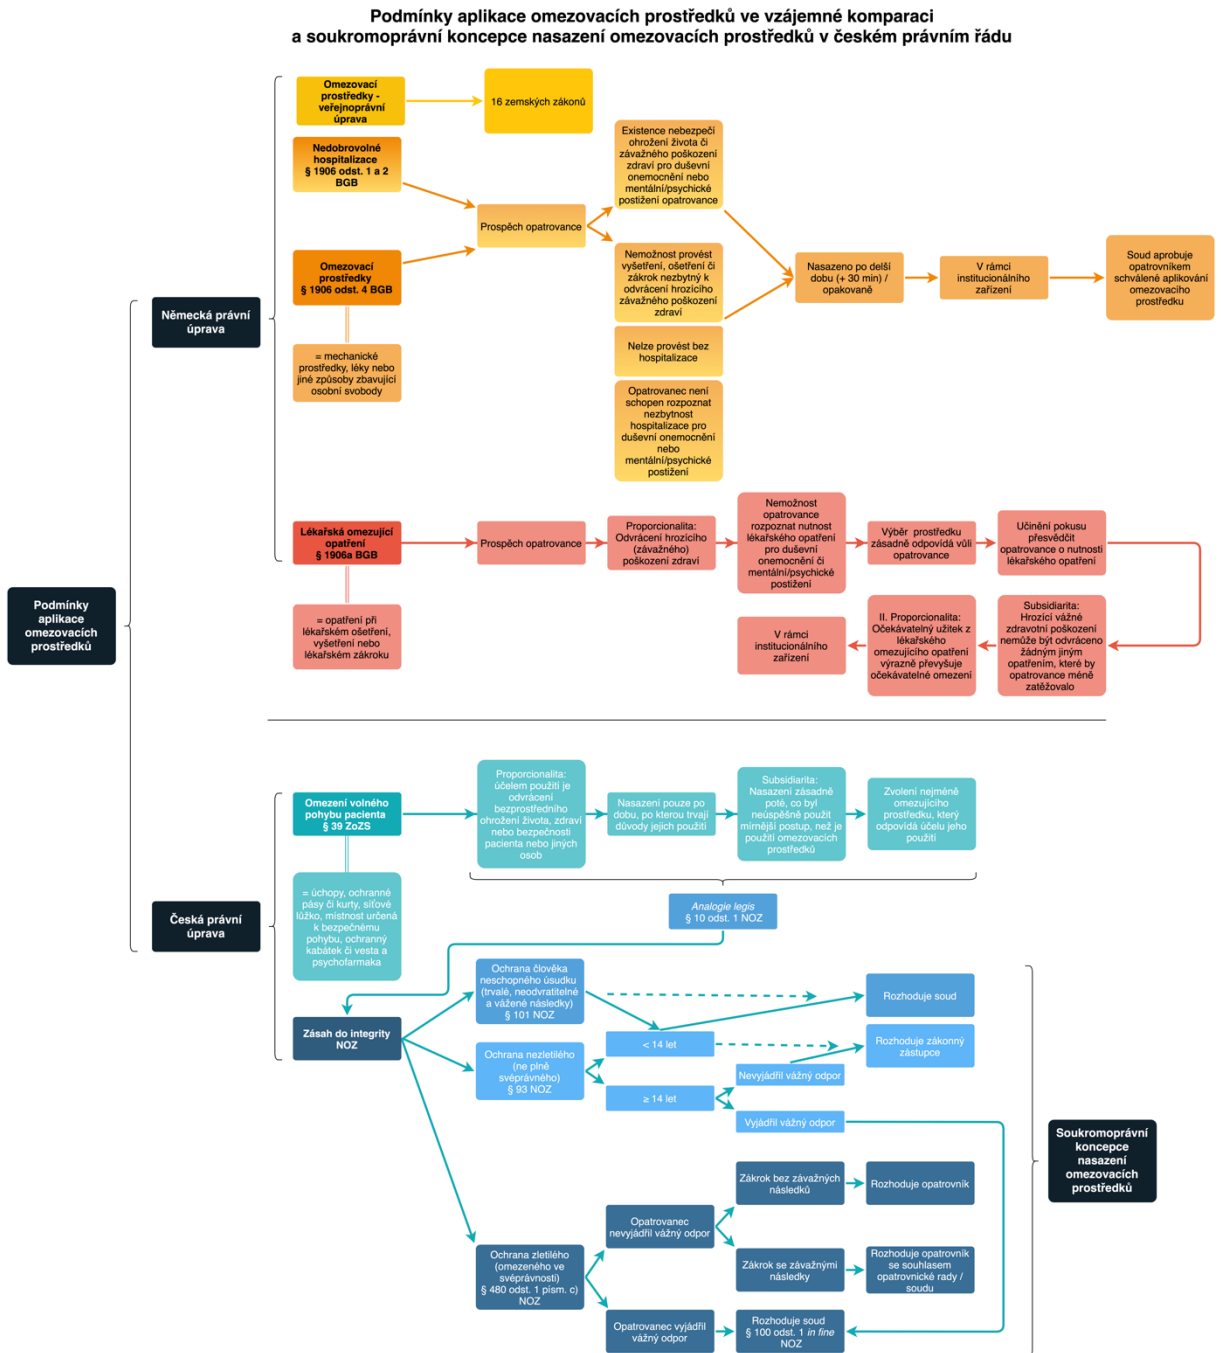 Podmínky aplikace omezovacích prostředků ve vzájemné komparaci
a soukromoprávní koncepce nasazení omezovacích prostředků v českém právním řádu
Omezovací
prostředky -
veřejnoprávní
úprava
16 zemských zákonů
Nedobrovolné
hospitalizace
§ 1906 odst. 1 a 2
BGB
Existence nebezpečí
ohrožení života či
závažného poškození
zdraví pro duševní
onemocnění nebo
mentální/psychické
postižení opatrovance
Prospěch opatrovance
Omezovací
prostředky
§ 1906 odst. 4 BGB
Nemožnost provést
vyšetření, ošetření či
zákrok nezbytný k
odvrácení hrozícího
závažného poškození
zdraví
Nasazeno po delší
dobu (+ 30 min) /
opakovaně
V rámci
institucionálního
zařízení
Soud aprobuje
opatrovníkem
schválené aplikování
omezovacího
prostředku
Německá právní
úprava
= mechanické
prostředky, léky nebo
jiné způsoby zbavující
osobní svobody
Nelze provést bez
hospitalizace
Opatrovanec není
schopen rozpoznat
nezbytnost
hospitalizace pro
duševní onemocnění
nebo
mentální/psychické
postižení
Lékařská omezující
opatření
§ 1906a BGB
Prospěch opatrovance
Proporcionalita:
Odvrácení hrozícího
(závažného)
poškození zdraví
Nemožnost
opatrovance
rozpoznat nutnost
lékařského opatření
pro duševní
onemocnění či
mentální/psychické
postižení
Výběr prostředku
zásadně odpovídá vůli
opatrovance
Učinění pokusu
přesvědčit
opatrovance o nutnosti
lékařského opatření
Podmínky
aplikace
omezovacích
prostředků
= opatření při
lékařském ošetření,
vyšetření nebo
lékařském zákroku
V rámci
institucionálního
zařízení
II. Proporcionalita:
Očekávatelný užitek z
lékařského
omezujícího opatření
výrazně převyšuje
očekávatelné omezení
Subsidiarita:
Hrozící vážné
zdravotní poškození
nemůže být odvráceno
žádným jiným
opatřením, které by
opatrovance méně
zatěžovalo
Omezení volného
pohybu pacienta
§ 39 ZoZS
Proporcionalita:
účelem použití je
odvrácení
bezprostředního
ohrožení života, zdraví
nebo bezpečnosti
pacienta nebo jiných
osob
Nasazení pouze po
dobu, po kterou trvají
důvody jejich použití
Subsidiarita:
Nasazení zásadně
poté, co byl
neúspěšně použit
mírnější postup, než je
použití omezovacích
prostředků
Zvolení nejméně
omezujícího
prostředku, který
odpovídá účelu jeho
použití
Česká právní
úprava
= úchopy, ochranné
pásy či kurty, síťové
lůžko, místnost určená
k bezpečnému
pohybu, ochranný
kabátek či vesta a
psychofarmaka
Analogie legis
§ 10 odst. 1 NOZ
Ochrana člověka
neschopného úsudku
(trvalé, neodvratitelné
a vážené následky)
§ 101 NOZ
Rozhoduje soud
Zásah do integrity
NOZ
Ochrana nezletilého
(ne plně
svéprávného)
§ 93 NOZ
< 14 let
Rozhoduje zákonný
zástupce
≥ 14 let
Nevyjádřil vážný odpor
Vyjádřil vážný odpor
Soukromoprávní
koncepce
nasazení
omezovacích
prostředků
Ochrana zletilého
(omezeného ve
svéprávnosti)
§ 480 odst. 1 písm. c)
NOZ
Opatrovanec
nevyjádřil vážný odpor
Zákrok bez závažných
následků
Rozhoduje opatrovník
Zákrok se závažnými
následky
Rozhoduje opatrovník
se souhlasem
opatrovnické rady /
soudu
Opatrovanec vyjádřil
vážný odpor
Rozhoduje soud
§ 100 odst. 1 in fine
NOZ